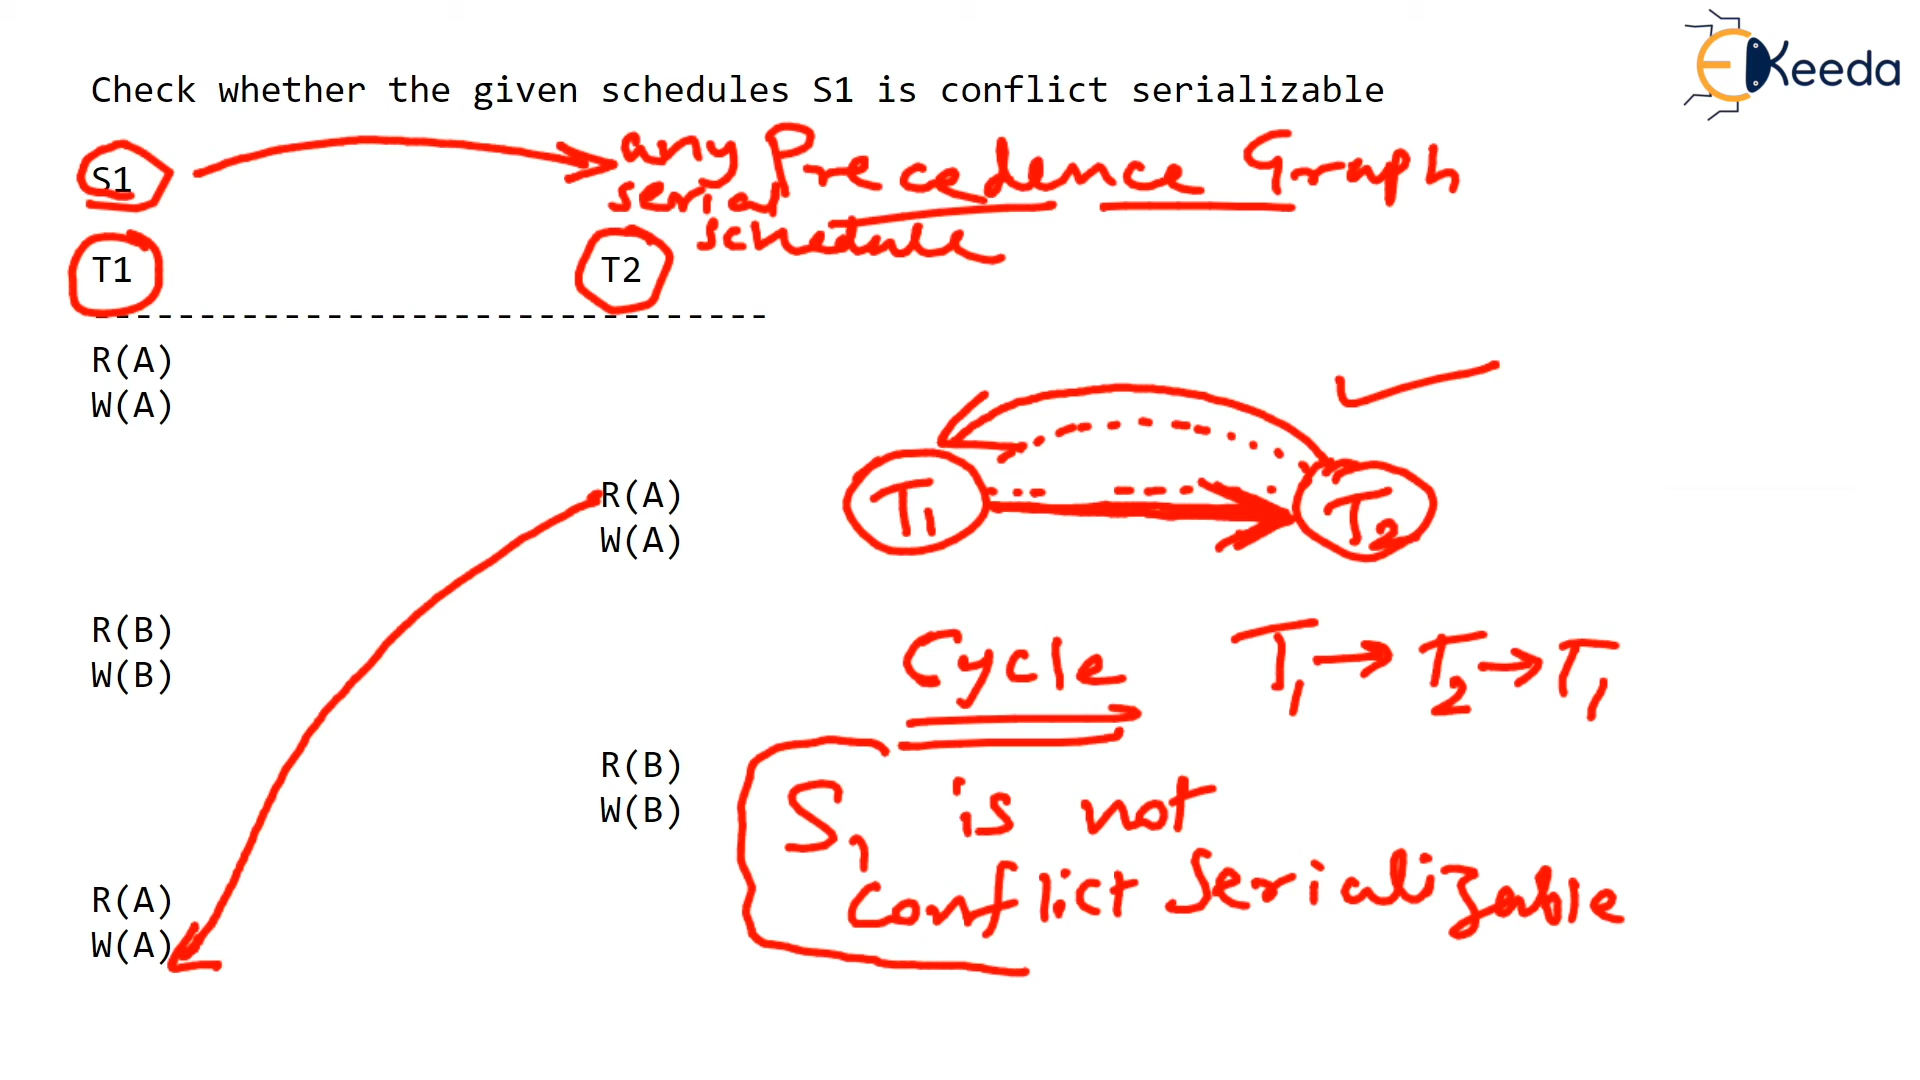 Keeda
Check whether the given schedules S1 is conflict serializable
S1
any Precedence Graph
serial
schedule
T1 T2
--------------------------------
R(A)
W(A)
R(A)
W(A)
T1 T2
R(B)
W(B)
Cycle T1 → T2 → T1
R(B)
W(B)
S1 is not
conflict serializable
R(A)
W(A)